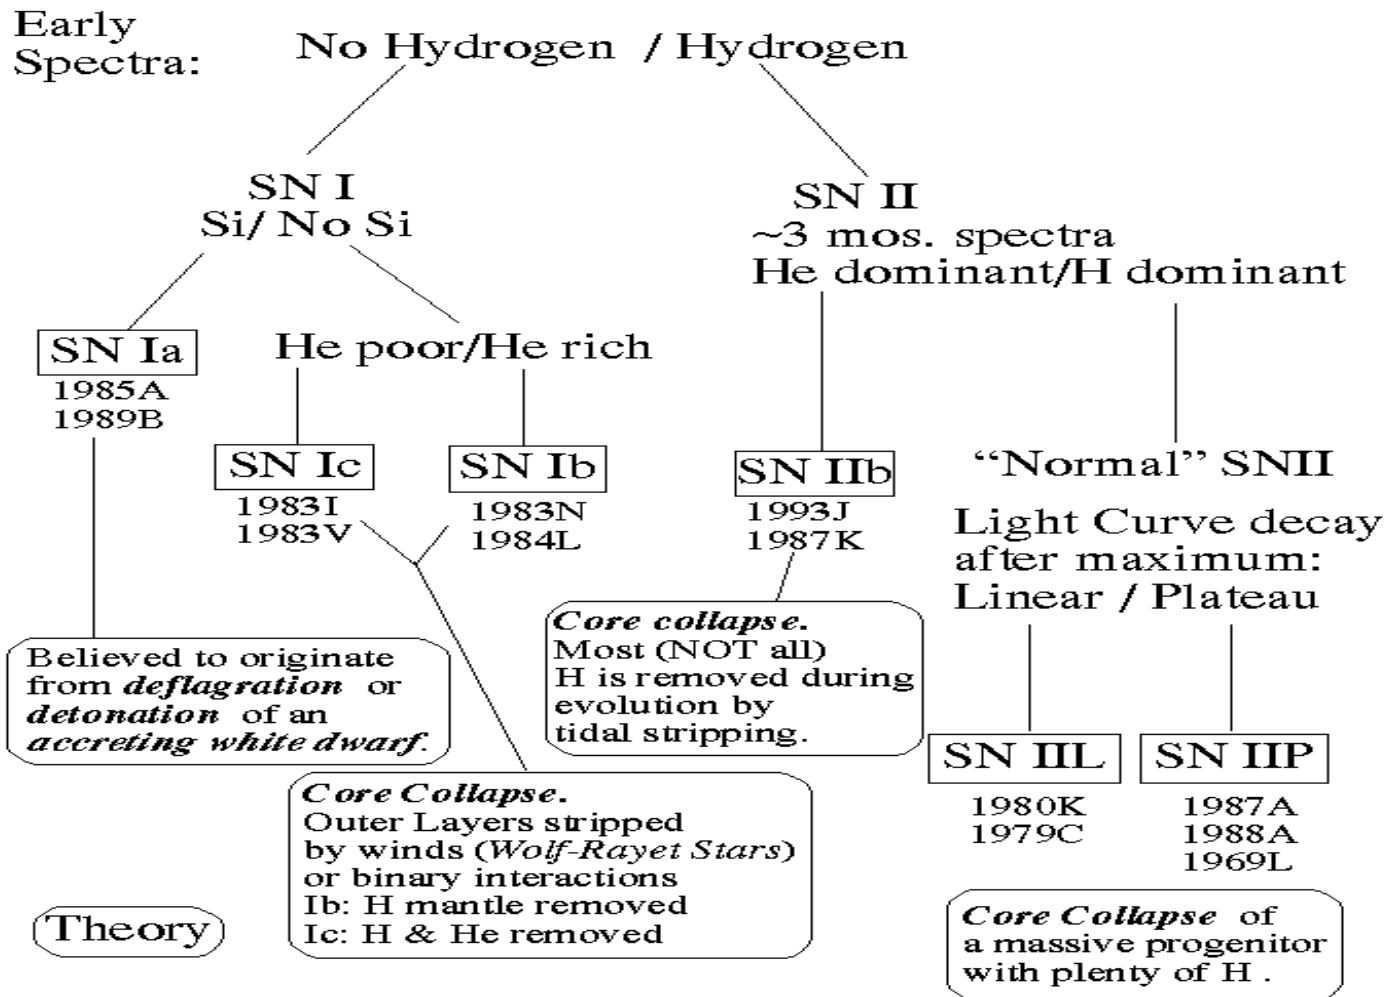 Early
Spectra:
No Hydrogen / Hydrogen
SN I
Si/ No Si
SN II
~3 mos. spectra
He dominant/H dominant
SN Ia
1985A
1989B
He poor/He rich
SN Ic
1983I
1983V
SN Ib
1983N
1984L
SN IIb
1993J
1987K
“Normal” SNII
Light Curve decay
after maximum:
Linear / Plateau
Believed to originate
from deflagration or
detonation of an
accreting white dwarf.
Core collapse.
Most (NOT all)
H is removed during
evolution by
tidal stripping.
Core Collapse.
Outer Layers stripped
by winds (Wolf-Rayet Stars)
or binary interactions
Ib: H mantle removed
Ic: H & He removed
SN IIL
1980K
1979C
SN IIP
1987A
1988A
1969L
Core Collapse of
a massive progenitor
with plenty of H .
Theory